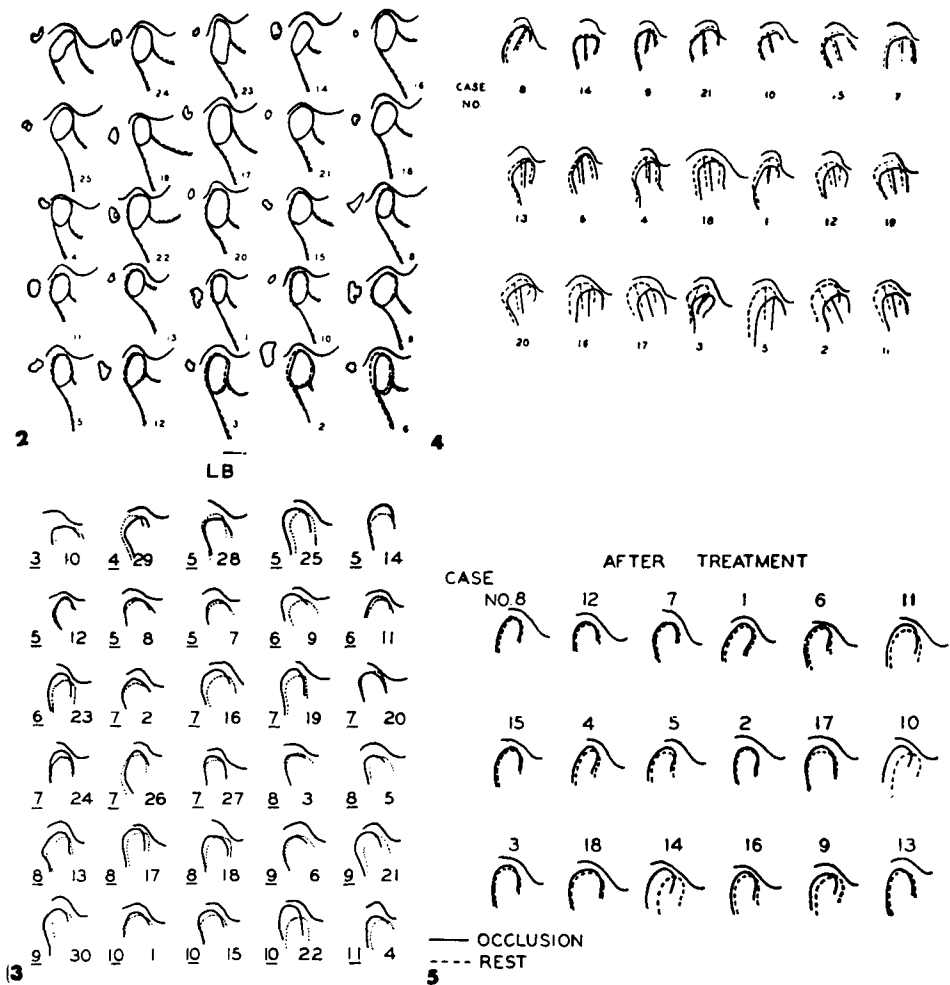 24 23 14 16
25 19 17 21 18
4 22 20 15 8
11 13 1 10 9
5 12 3 2 6
2
LB
CASE NO. 8 14 9 21 10 15 7
13 6 4 18 1 12 19
20 16 17 3 5 2 11
4
3 10 4 29 5 28 5 25 5 14
5 12 5 8 5 7 6 9 6 11
6 23 7 2 7 16 7 19 7 20
7 24 7 26 7 27 8 3 8 5
8 13 8 17 8 18 9 6 9 21
9 30 10 1 10 15 10 22 11 4
3
AFTER TREATMENT
CASE
NO. 8 12 7 1 6 11
15 4 5 2 17 10
3 18 14 16 9 13
OCCLUSION
REST
5